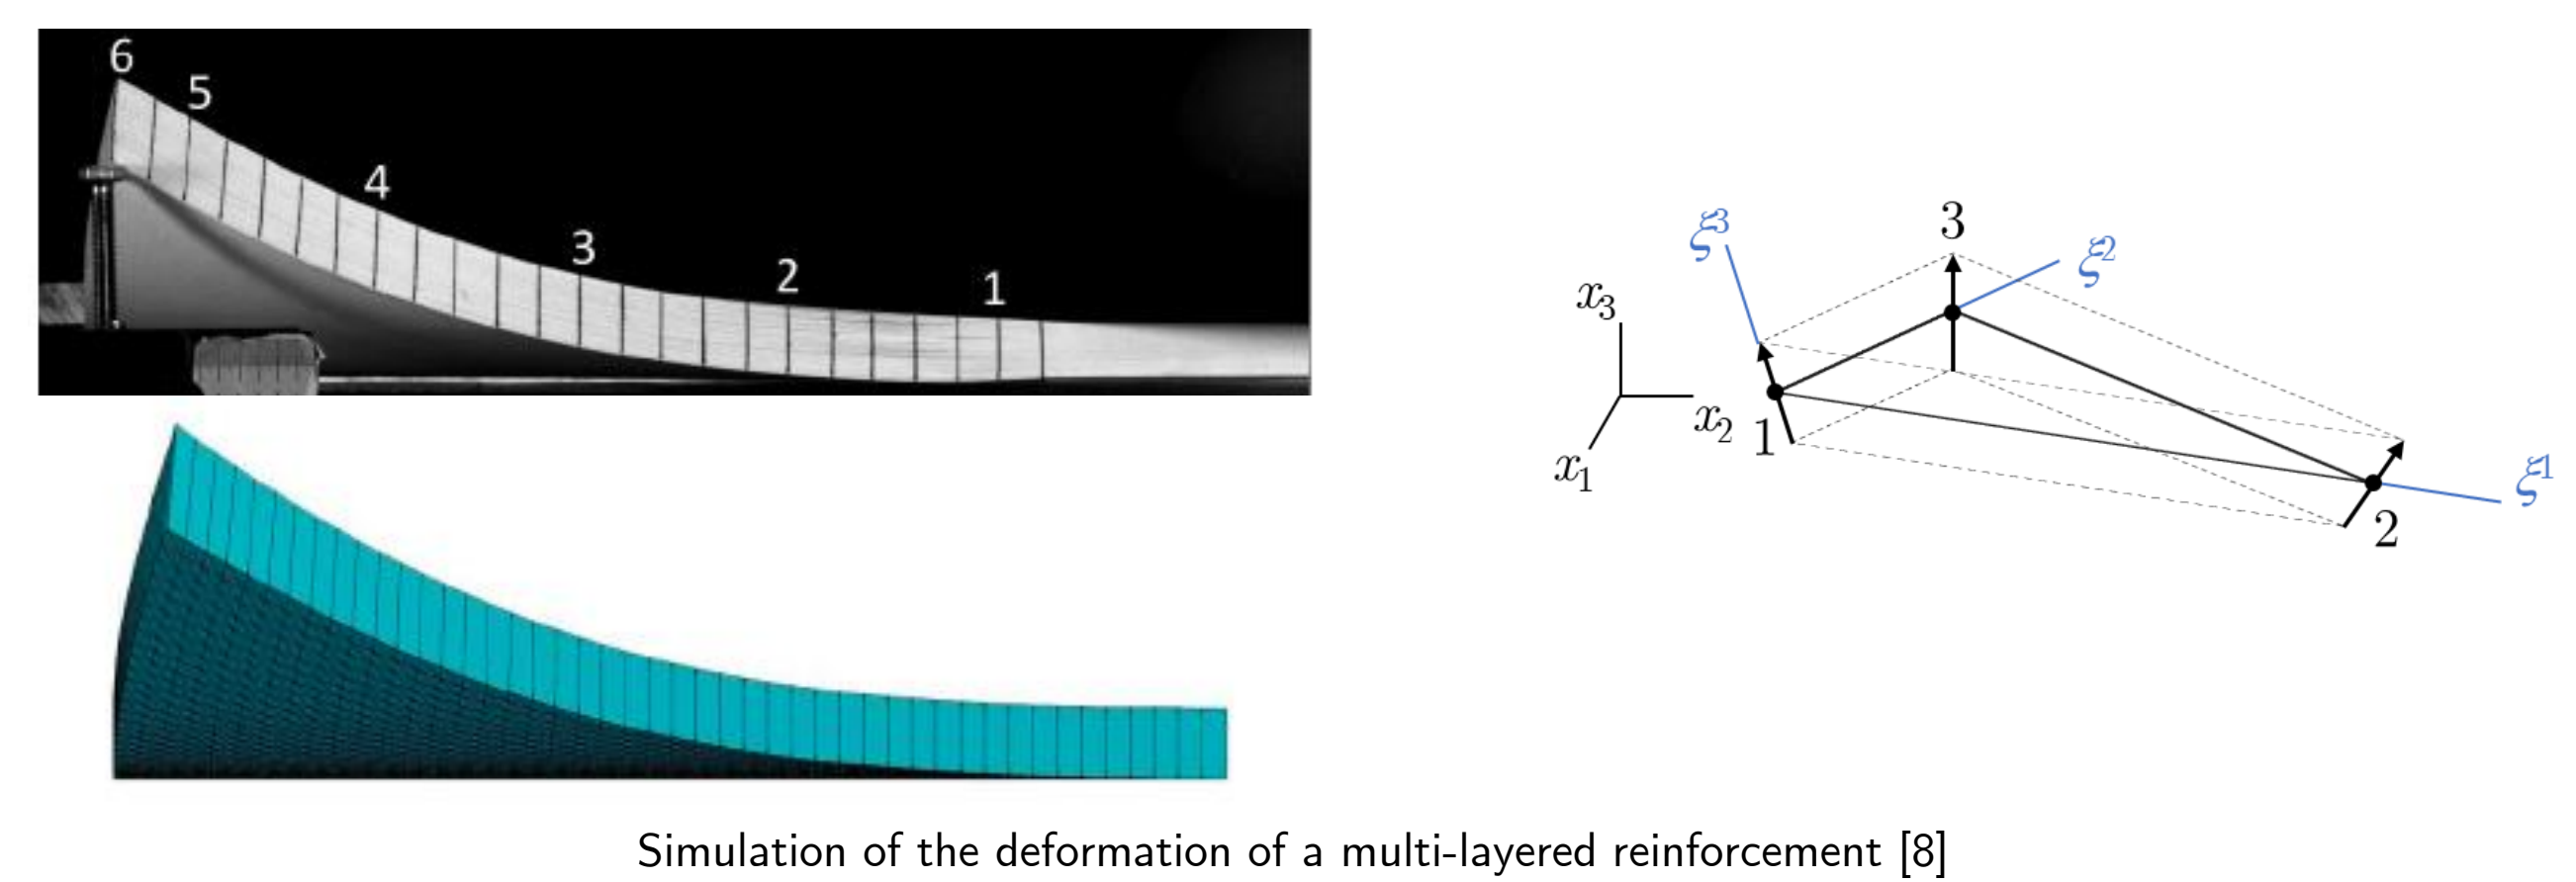 6
5
4
3
2
1
ξ³
3
ξ²
x₃
x₂
1
x₁
ξ¹
2
Simulation of the deformation of a multi-layered reinforcement [8]